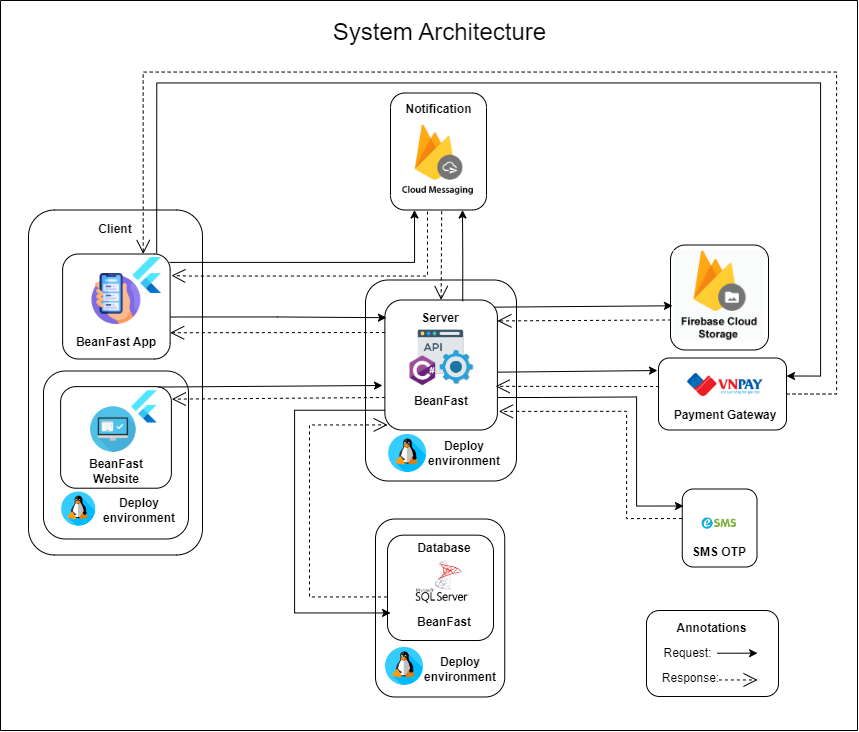 System Architecture
Notification
Cloud Messaging
Client
BeanFast App
BeanFast
Website
Deploy
environment
Server
API
C#
BeanFast
Deploy
environment
Database
Microsoft
SQL Server
BeanFast
Deploy
environment
Firebase Cloud
Storage
VNPAY
Payment Gateway
eSMS
SMS OTP
Annotations
Request:
Response: